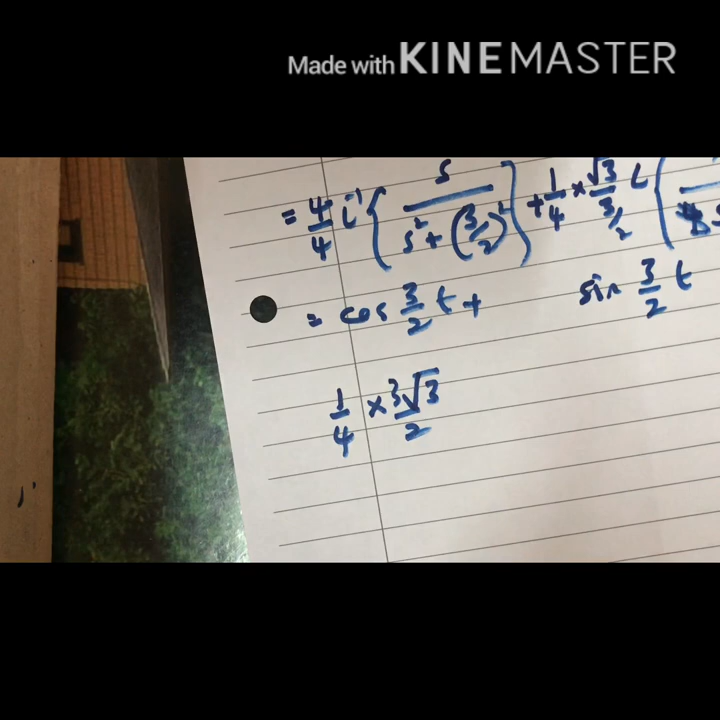 Made with KINEMASTER
= 4/4 L⁻¹ { s / (s² + (3/2)²) } + 1/4 × √3 / (3/2) L {
= cos 3/2 t + sin 3/2 t
1/4 × 3√3/2